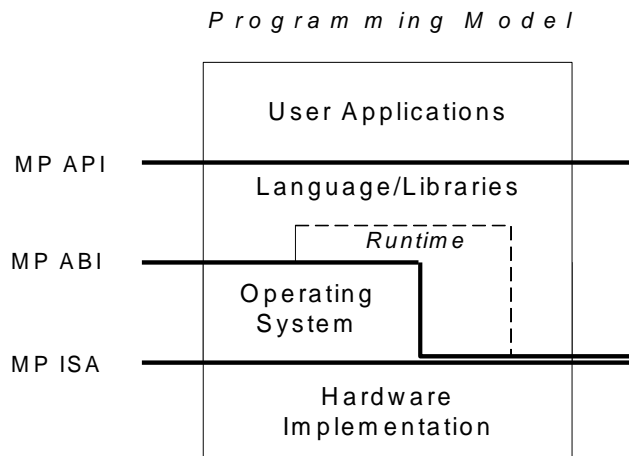 Programming Model
User Applications
MP API
Language/Libraries
Runtime
MP ABI
Operating
System
MP ISA
Hardware
Implementation